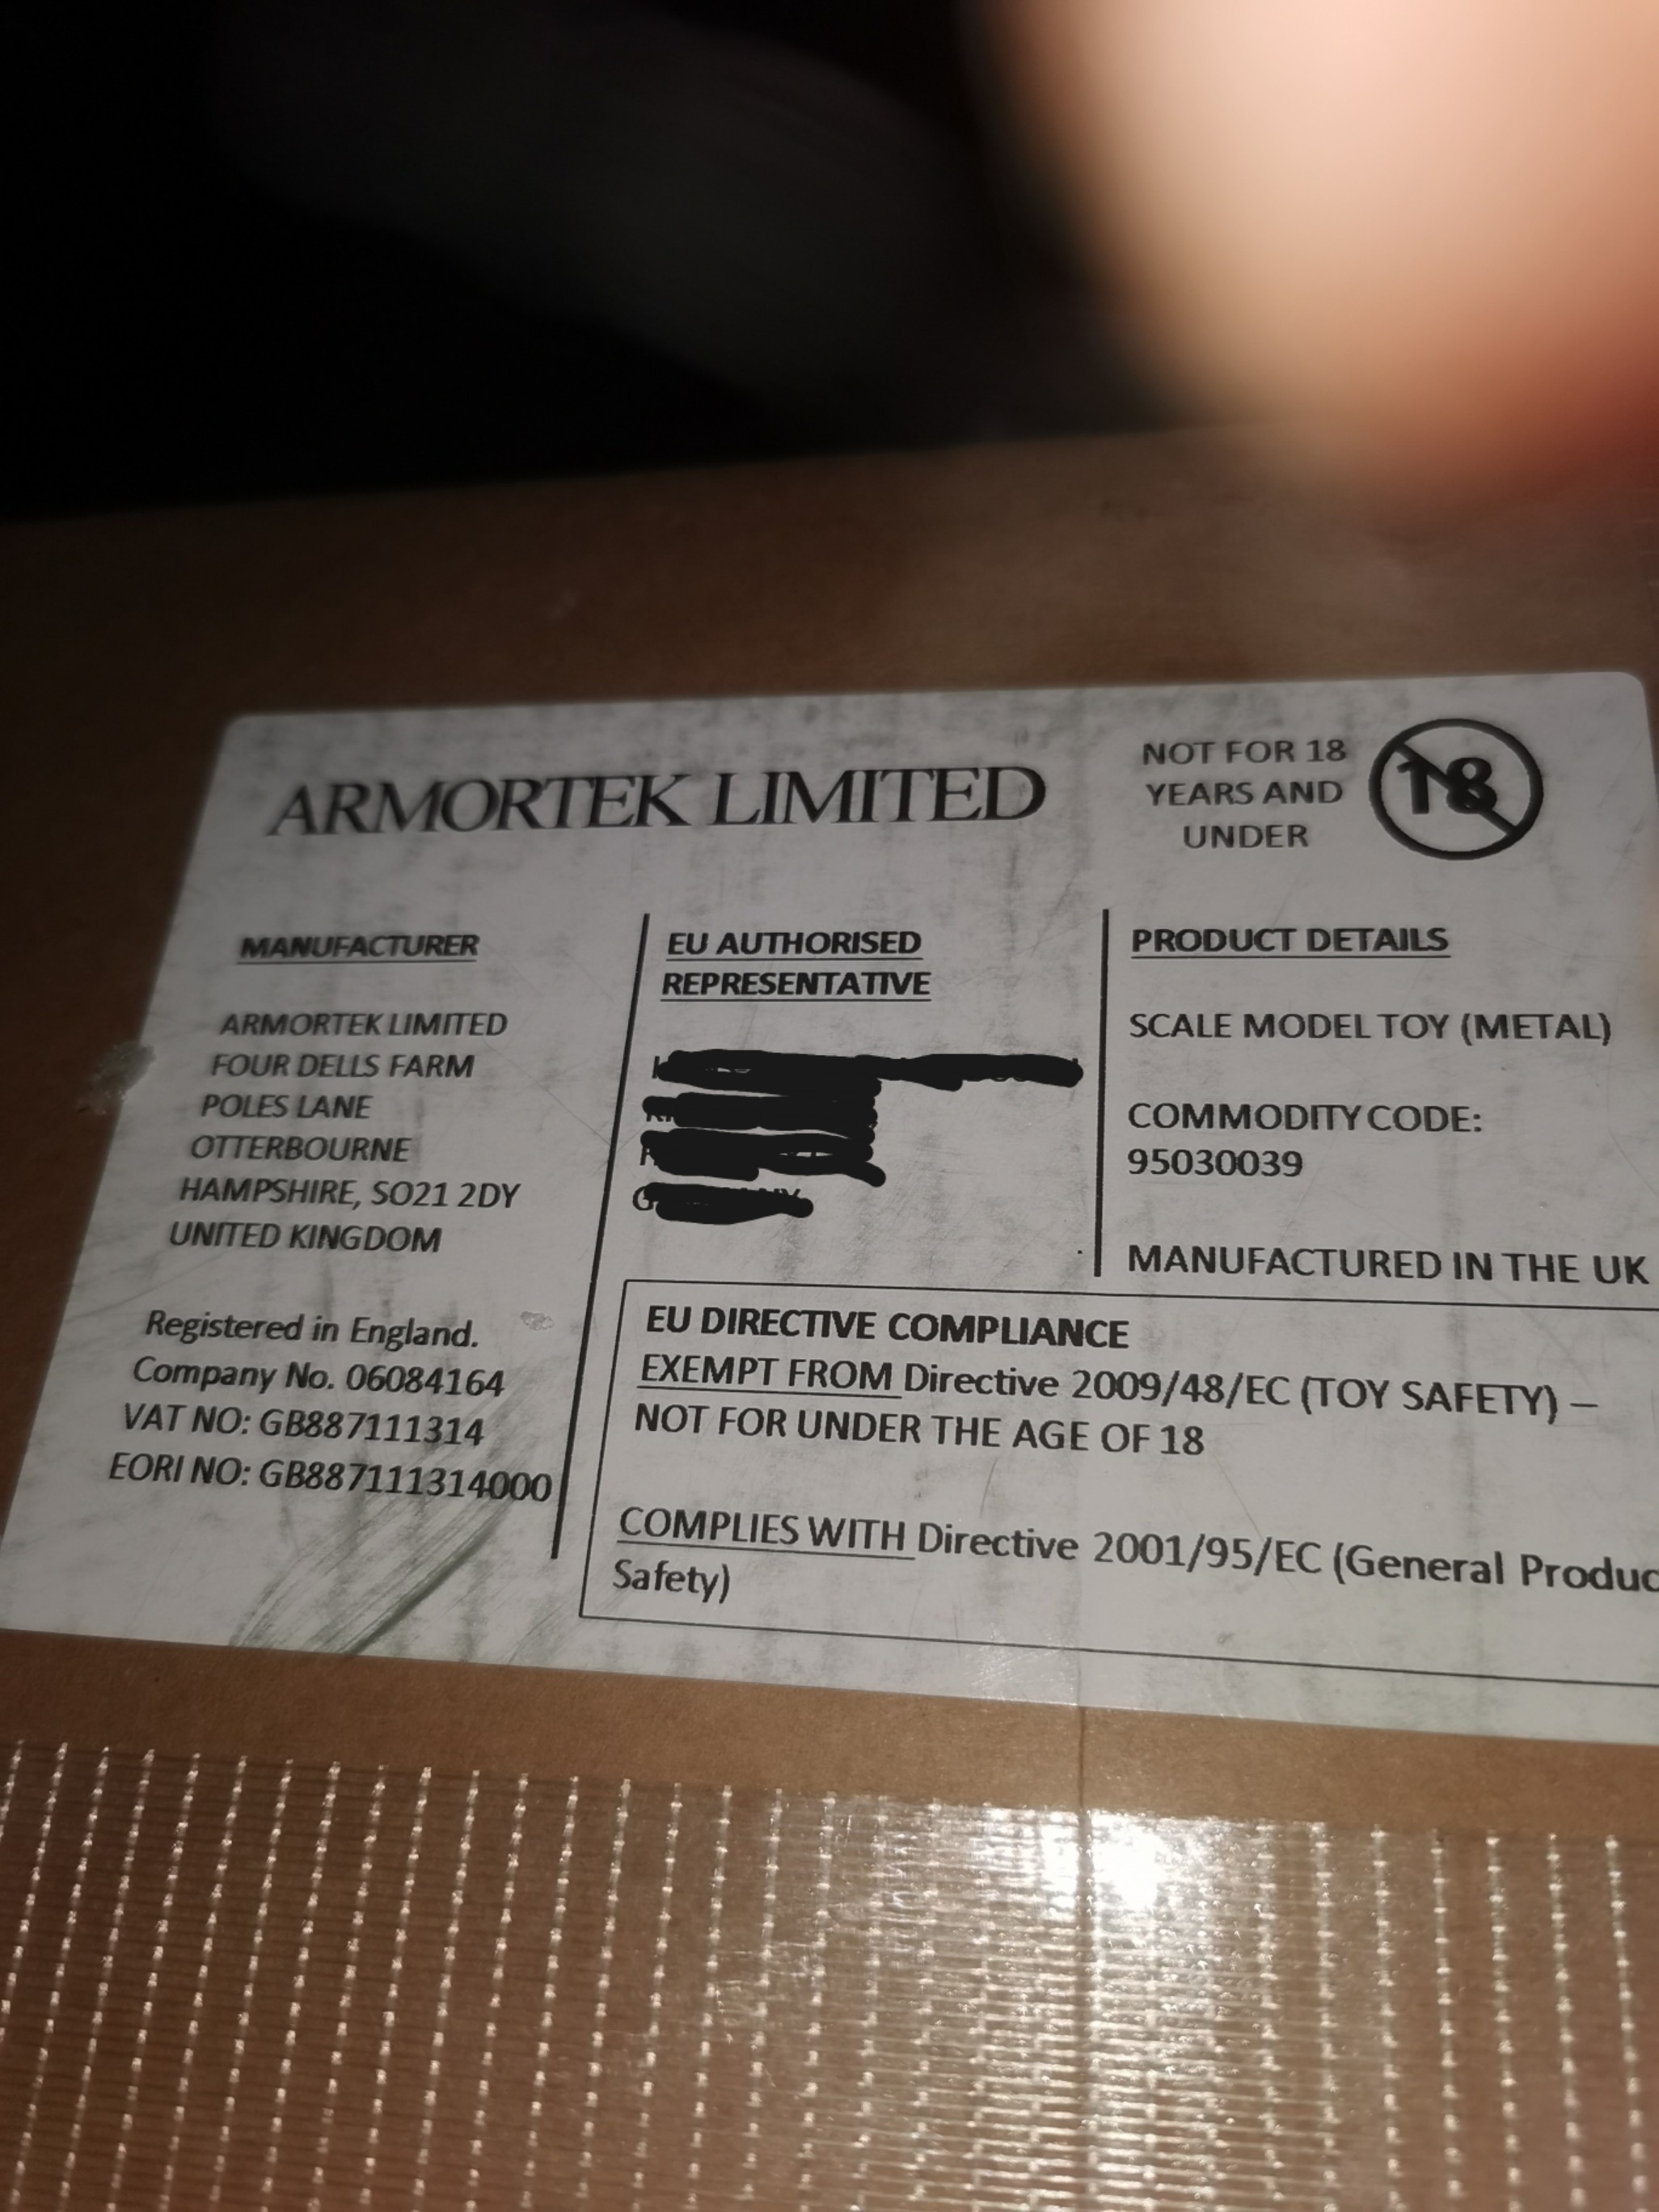 ARMORTEK LIMITED
NOT FOR 18
YEARS AND
UNDER
18
MANUFACTURER
ARMORTEK LIMITED
FOUR DELLS FARM
POLES LANE
OTTERBOURNE
HAMPSHIRE, SO21 2DY
UNITED KINGDOM
Registered in England.
Company No. 06084164
VAT NO: GB887111314
EORI NO: GB887111314000
EU AUTHORISED
REPRESENTATIVE
PRODUCT DETAILS
SCALE MODEL TOY (METAL)
COMMODITY CODE:
95030039
MANUFACTURED IN THE UK
EU DIRECTIVE COMPLIANCE
EXEMPT FROM Directive 2009/48/EC (TOY SAFETY) –
NOT FOR UNDER THE AGE OF 18
COMPLIES WITH Directive 2001/95/EC (General Produc
Safety)